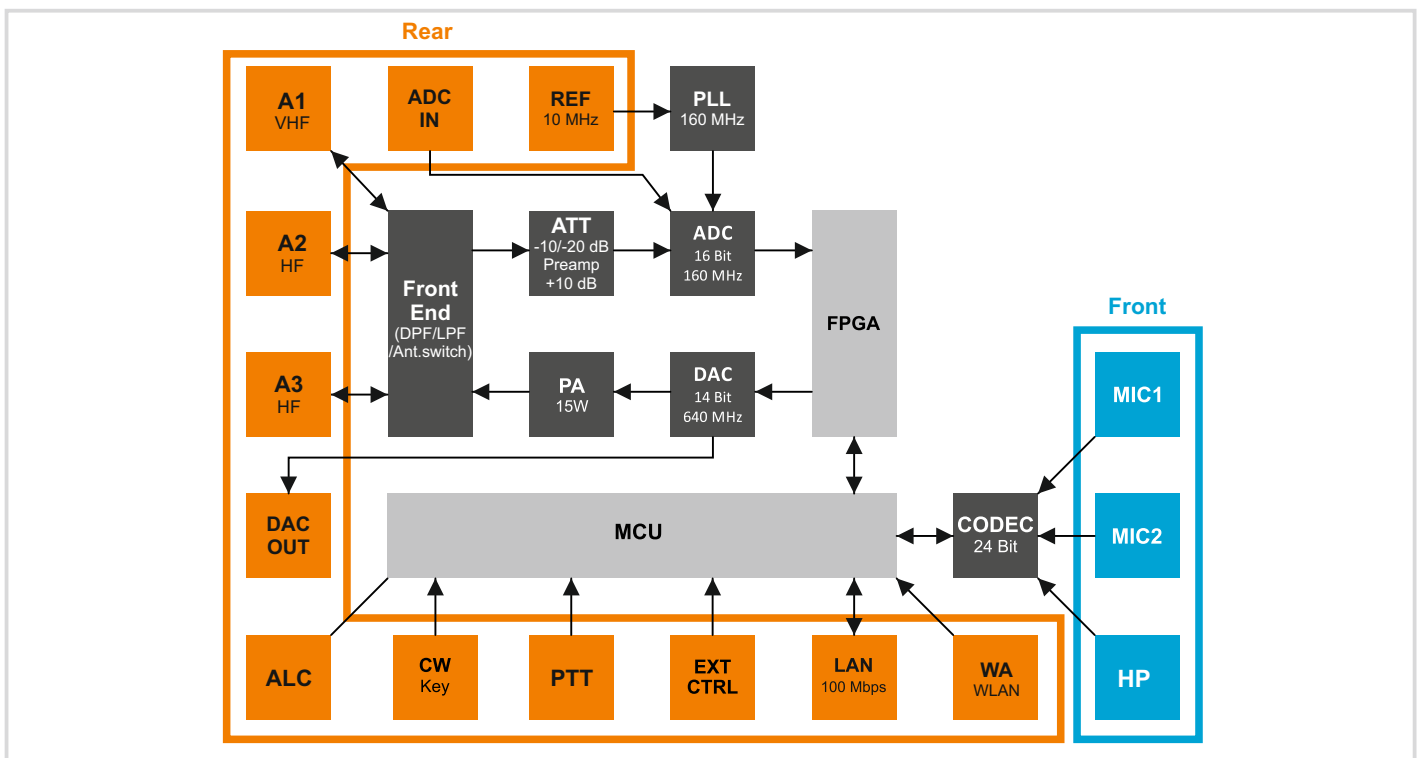 Rear
A1
VHF
ADC
IN
REF
10 MHz
PLL
160 MHz
A2
HF
Front
End
(DPF/LPF
/Ant.switch)
ATT
-10/-20 dB
Preamp
+10 dB
ADC
16 Bit
160 MHz
FPGA
Front
A3
HF
PA
15W
DAC
14 Bit
640 MHz
MIC1
DAC
OUT
MCU
CODEC
24 Bit
MIC2
ALC
CW
Key
PTT
EXT
CTRL
LAN
100 Mbps
WA
WLAN
HP